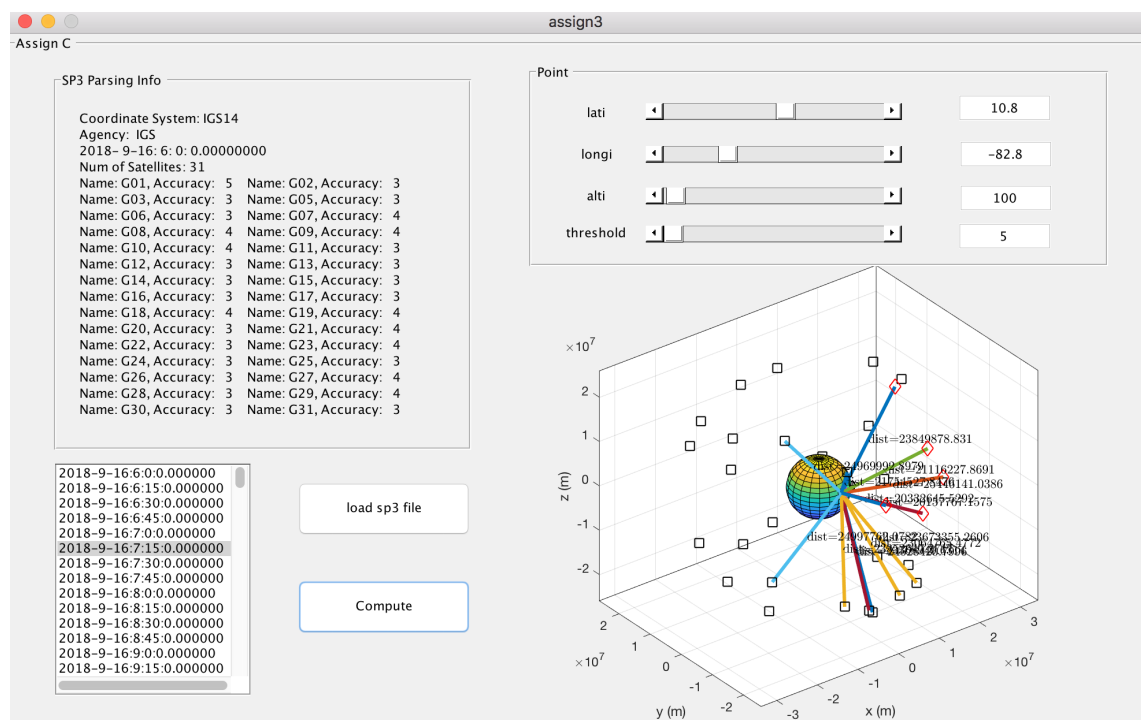 assign3
Assign C
SP3 Parsing Info
Coordinate System: IGS14
Agency:  IGS
2018- 9-16: 6: 0: 0.00000000
Num of Satellites: 31
Name: G01, Accuracy:  5  Name: G02, Accuracy:  3
Name: G03, Accuracy:  3  Name: G05, Accuracy:  3
Name: G06, Accuracy:  3  Name: G07, Accuracy:  4
Name: G08, Accuracy:  4  Name: G09, Accuracy:  4
Name: G10, Accuracy:  4  Name: G11, Accuracy:  3
Name: G12, Accuracy:  3  Name: G13, Accuracy:  3
Name: G14, Accuracy:  3  Name: G15, Accuracy:  3
Name: G16, Accuracy:  3  Name: G17, Accuracy:  3
Name: G18, Accuracy:  4  Name: G19, Accuracy:  4
Name: G20, Accuracy:  3  Name: G21, Accuracy:  4
Name: G22, Accuracy:  3  Name: G23, Accuracy:  4
Name: G24, Accuracy:  3  Name: G25, Accuracy:  3
Name: G26, Accuracy:  3  Name: G27, Accuracy:  4
Name: G28, Accuracy:  3  Name: G29, Accuracy:  4
Name: G30, Accuracy:  3  Name: G31, Accuracy:  3
2018-9-16:6:0:0.000000
2018-9-16:6:15:0.000000
2018-9-16:6:30:0.000000
2018-9-16:6:45:0.000000
2018-9-16:7:0:0.000000
2018-9-16:7:15:0.000000
2018-9-16:7:30:0.000000
2018-9-16:7:45:0.000000
2018-9-16:8:0:0.000000
2018-9-16:8:15:0.000000
2018-9-16:8:30:0.000000
2018-9-16:8:45:0.000000
2018-9-16:9:0:0.000000
2018-9-16:9:15:0.000000
load sp3 file
Compute
Point
lati 10.8
longi -82.8
alti 100
threshold 5
×10⁷
2
1
0
-1
-2
z (m)
dist=23849878.831
2
1
0
-1
-2
×10⁷
y (m)
-3
-2
-1
0
1
2
3
×10⁷
x (m)